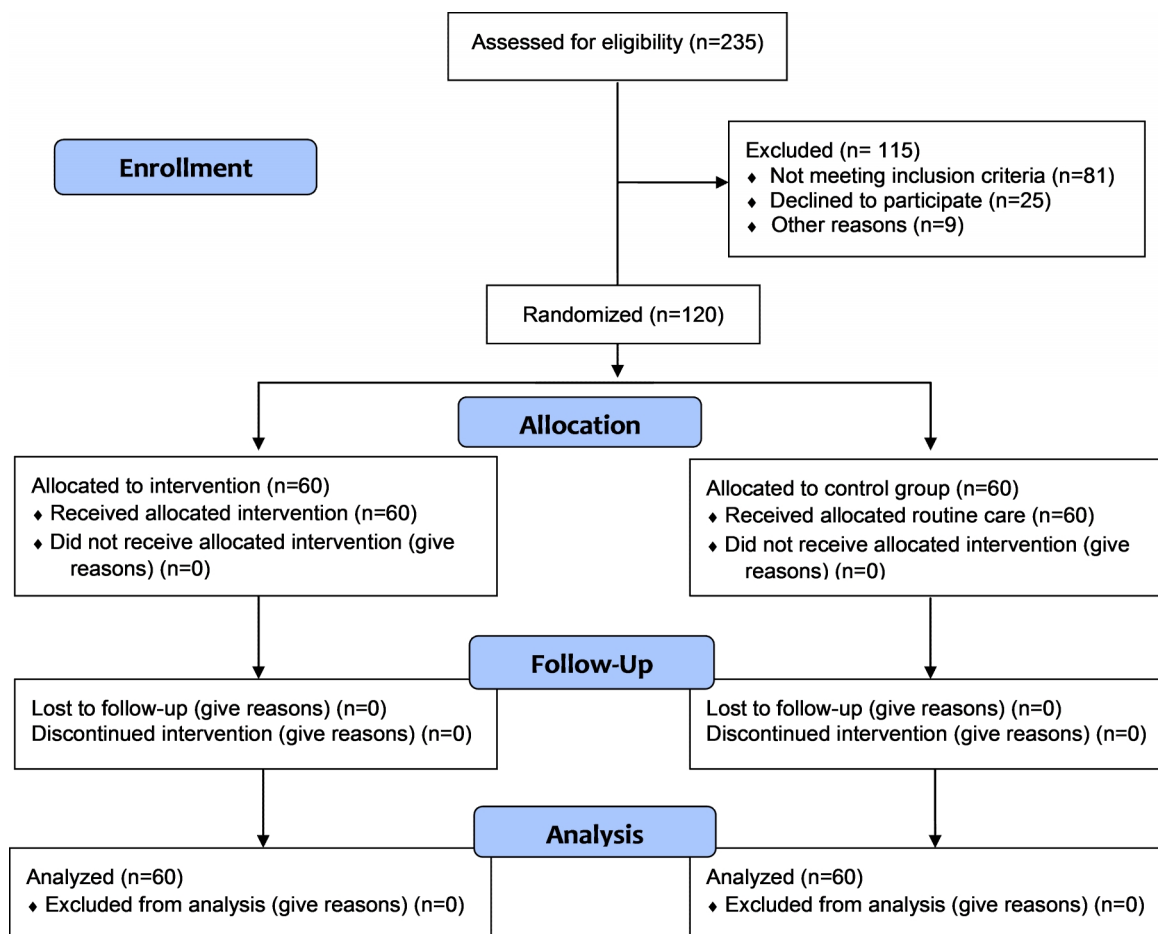 Assessed for eligibility (n=235)
Enrollment
Excluded (n= 115)
♦ Not meeting inclusion criteria (n=81)
♦ Declined to participate (n=25)
♦ Other reasons (n=9)
Randomized (n=120)
Allocation
Allocated to intervention (n=60)
♦ Received allocated intervention (n=60)
♦ Did not receive allocated intervention (give
reasons) (n=0)
Allocated to control group (n=60)
♦ Received allocated routine care (n=60)
♦ Did not receive allocated intervention (give
reasons) (n=0)
Follow-Up
Lost to follow-up (give reasons) (n=0)
Discontinued intervention (give reasons) (n=0)
Lost to follow-up (give reasons) (n=0)
Discontinued intervention (give reasons) (n=0)
Analysis
Analyzed (n=60)
♦ Excluded from analysis (give reasons) (n=0)
Analyzed (n=60)
♦ Excluded from analysis (give reasons) (n=0)